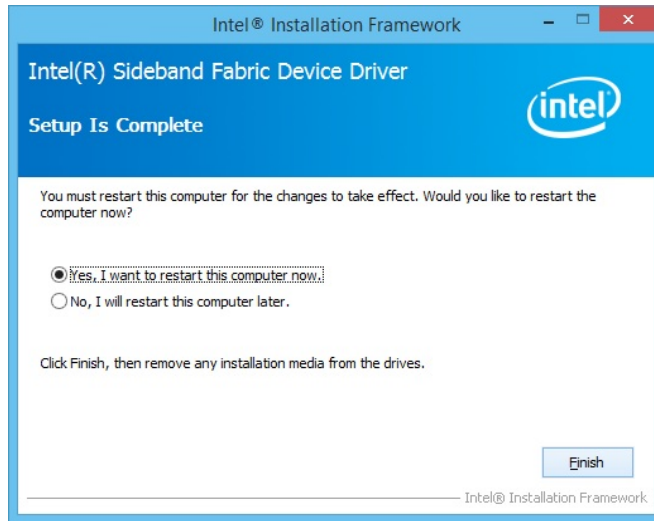 Intel® Installation Framework
Intel(R) Sideband Fabric Device Driver
Setup Is Complete
intel
You must restart this computer for the changes to take effect. Would you like to restart the
computer now?
Yes, I want to restart this computer now.
No, I will restart this computer later.
Click Finish, then remove any installation media from the drives.
Finish
Intel® Installation Framework